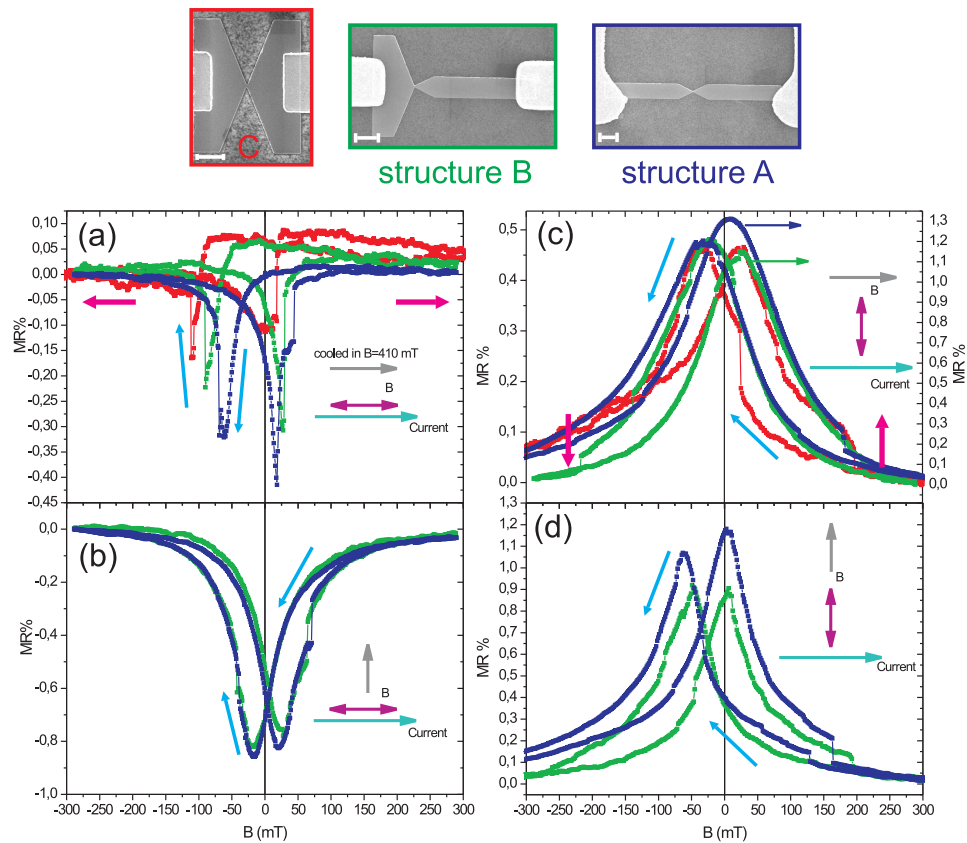 C
structure B
structure A
(a)
0,10
0,05
0,00
-0,05
-0,10
-0,15
-0,20
-0,25
-0,30
-0,35
-0,40
-0,45
MR%
cooled in B=410 mT
B
Current
(b)
0,0
-0,2
-0,4
-0,6
-0,8
-1,0
MR%
B
Current
-300 -250 -200 -150 -100 -50 0 50 100 150 200 250 300
B (mT)
(c)
0,5
0,4
0,3
0,2
0,1
0,0
MR %
1,3
1,2
1,1
1,0
0,9
0,8
0,7
0,6
0,5
0,4
0,3
0,2
0,1
0,0
MR %
B
Current
(d)
1,3
1,2
1,1
1,0
0,9
0,8
0,7
0,6
0,5
0,4
0,3
0,2
0,1
0,0
MR%
B
Current
-300 -250 -200 -150 -100 -50 0 50 100 150 200 250 300
B (mT)